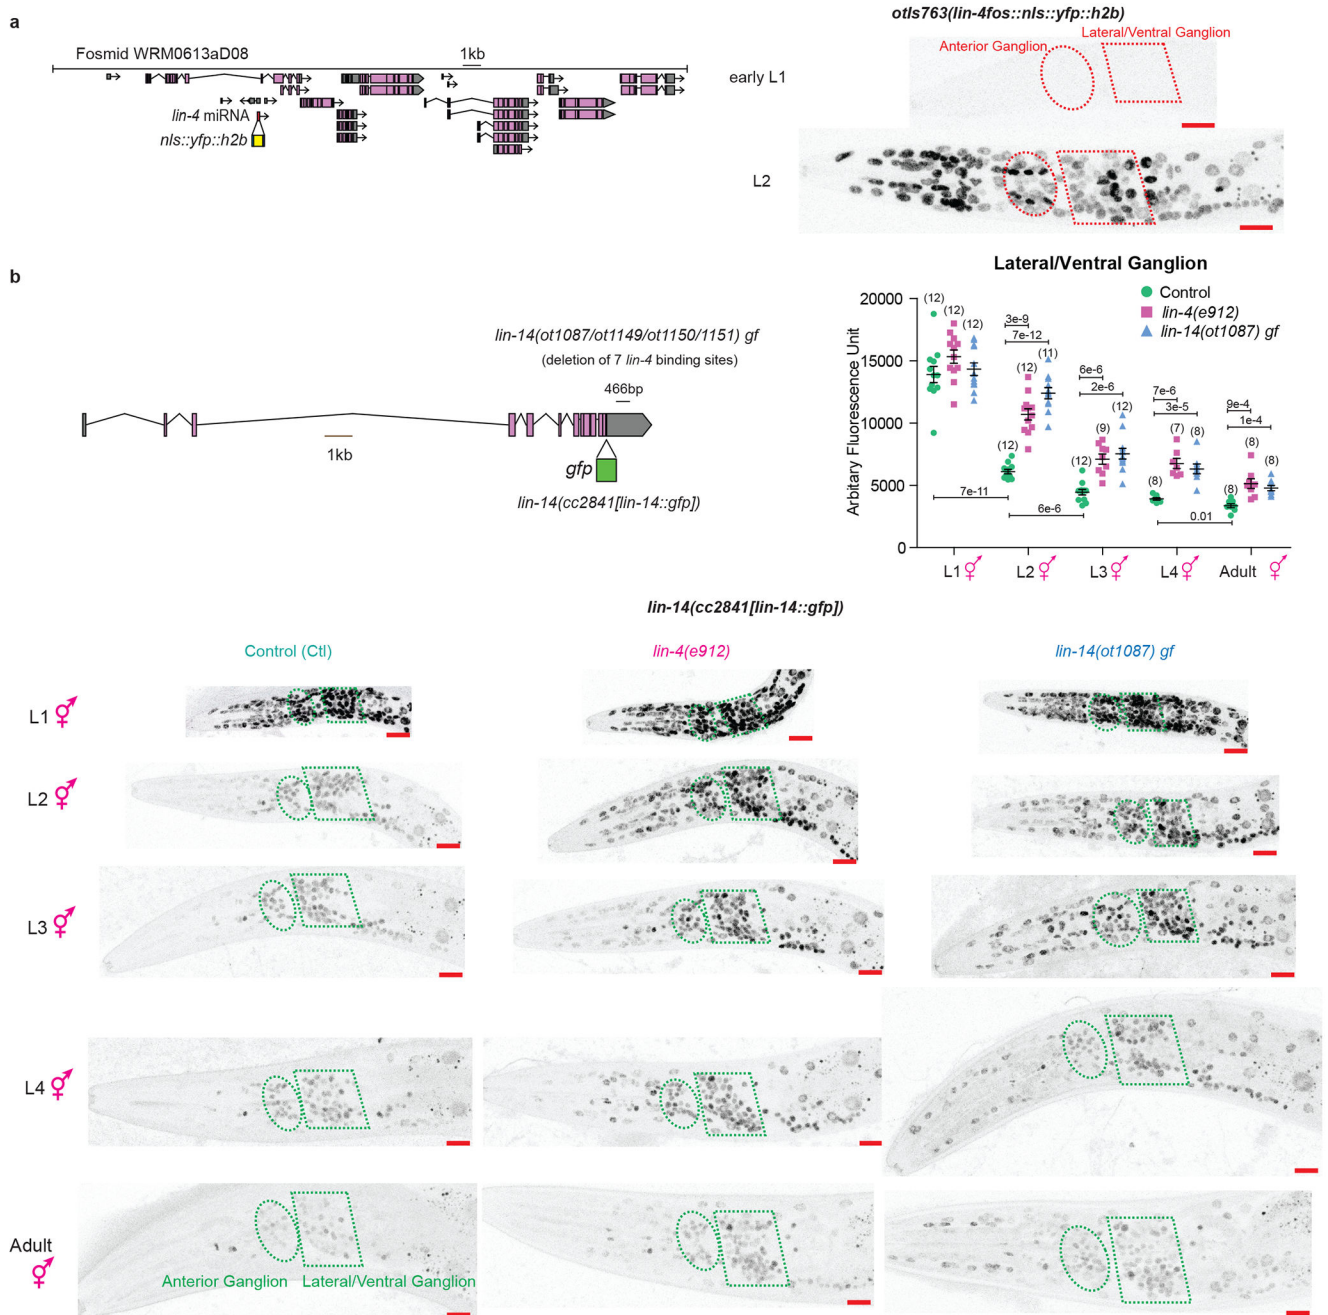 a
otIs763(lin-4fos::nls::yfp::h2b)
Fosmid WRM0613aD08
1kb
early L1
Anterior Ganglion
Lateral/Ventral Ganglion
lin-4 miRNA
nls::yfp::h2b
L2
b
lin-14(ot1087/ot1149/ot1150/1151) gf
(deletion of 7 lin-4 binding sites)
466bp
1kb
gfp
lin-14(cc2841[lin-14::gfp])
Lateral/Ventral Ganglion
Control
lin-4(e912)
lin-14(ot1087) gf
Arbitary Fluorescence Unit
20000
15000
10000
5000
0
(12) (12) (12)
3e-9
7e-12
(12) (12) (11)
6e-6
2e-6
(12) (9) (12)
7e-6
3e-5
(8) (7) (8)
9e-4
1e-4
(8) (8) (8)
7e-11
6e-6
0.01
L1 ⚥ L2 ⚥ L3 ⚥ L4 ⚥ Adult ⚥
lin-14(cc2841[lin-14::gfp])
Control (Ctl)
lin-4(e912)
lin-14(ot1087) gf
L1 ⚥
L2 ⚥
L3 ⚥
L4 ⚥
Adult ⚥
Anterior Ganglion
Lateral/Ventral Ganglion